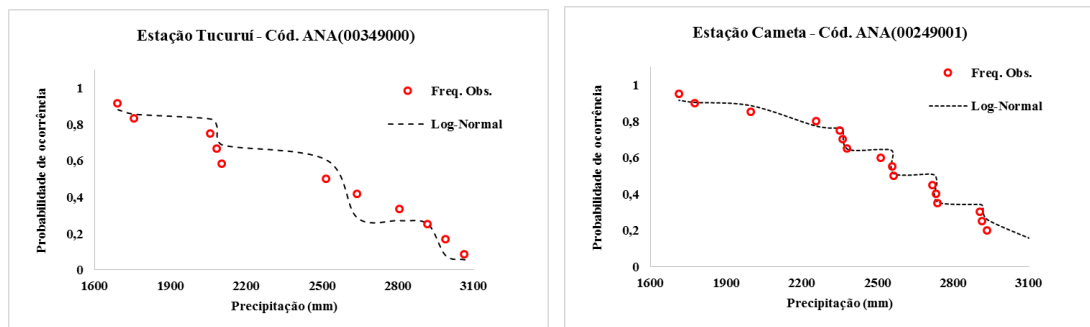 Estação Tucuruí - Cód. ANA(00349000)
Probabilidade de ocorrência
1
0,8
0,6
0,4
0,2
0
1600 1900 2200 2500 2800 3100
Precipitação (mm)
Freq. Obs.
Log-Normal
Estação Cameta - Cód. ANA(00249001)
Probabilidade de ocorrência
1
0,8
0,6
0,4
0,2
0
1600 1900 2200 2500 2800 3100
Precipitação (mm)
Freq. Obs.
Log-Normal